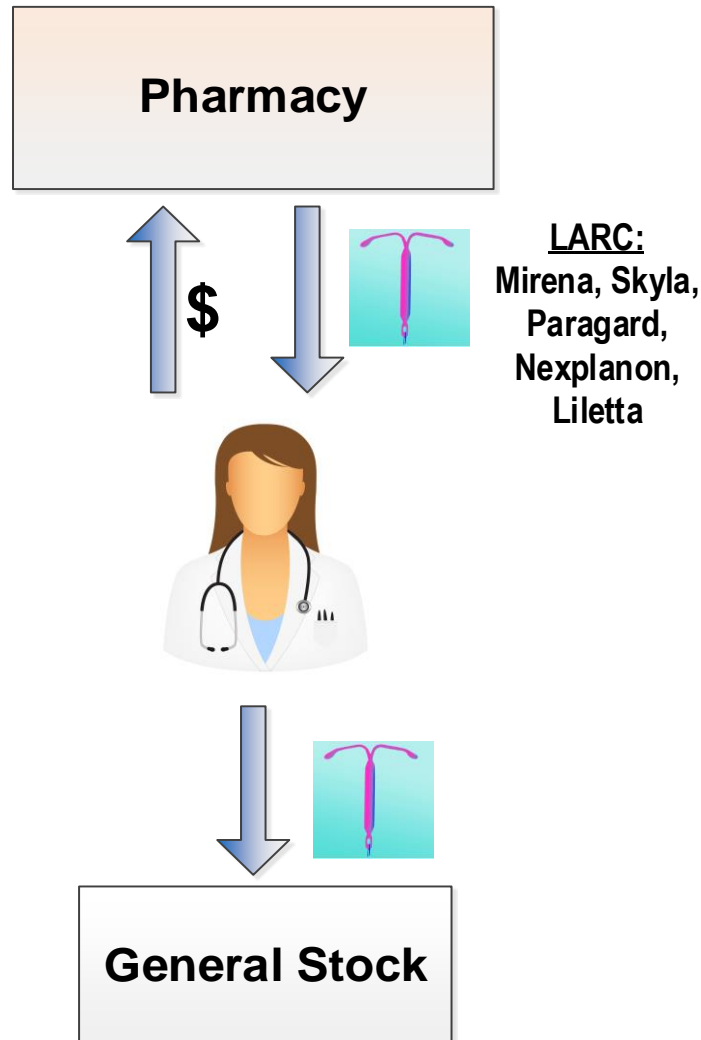 Pharmacy
$
LARC:
Mirena, Skyla,
Paragard,
Nexplanon,
Liletta
General Stock